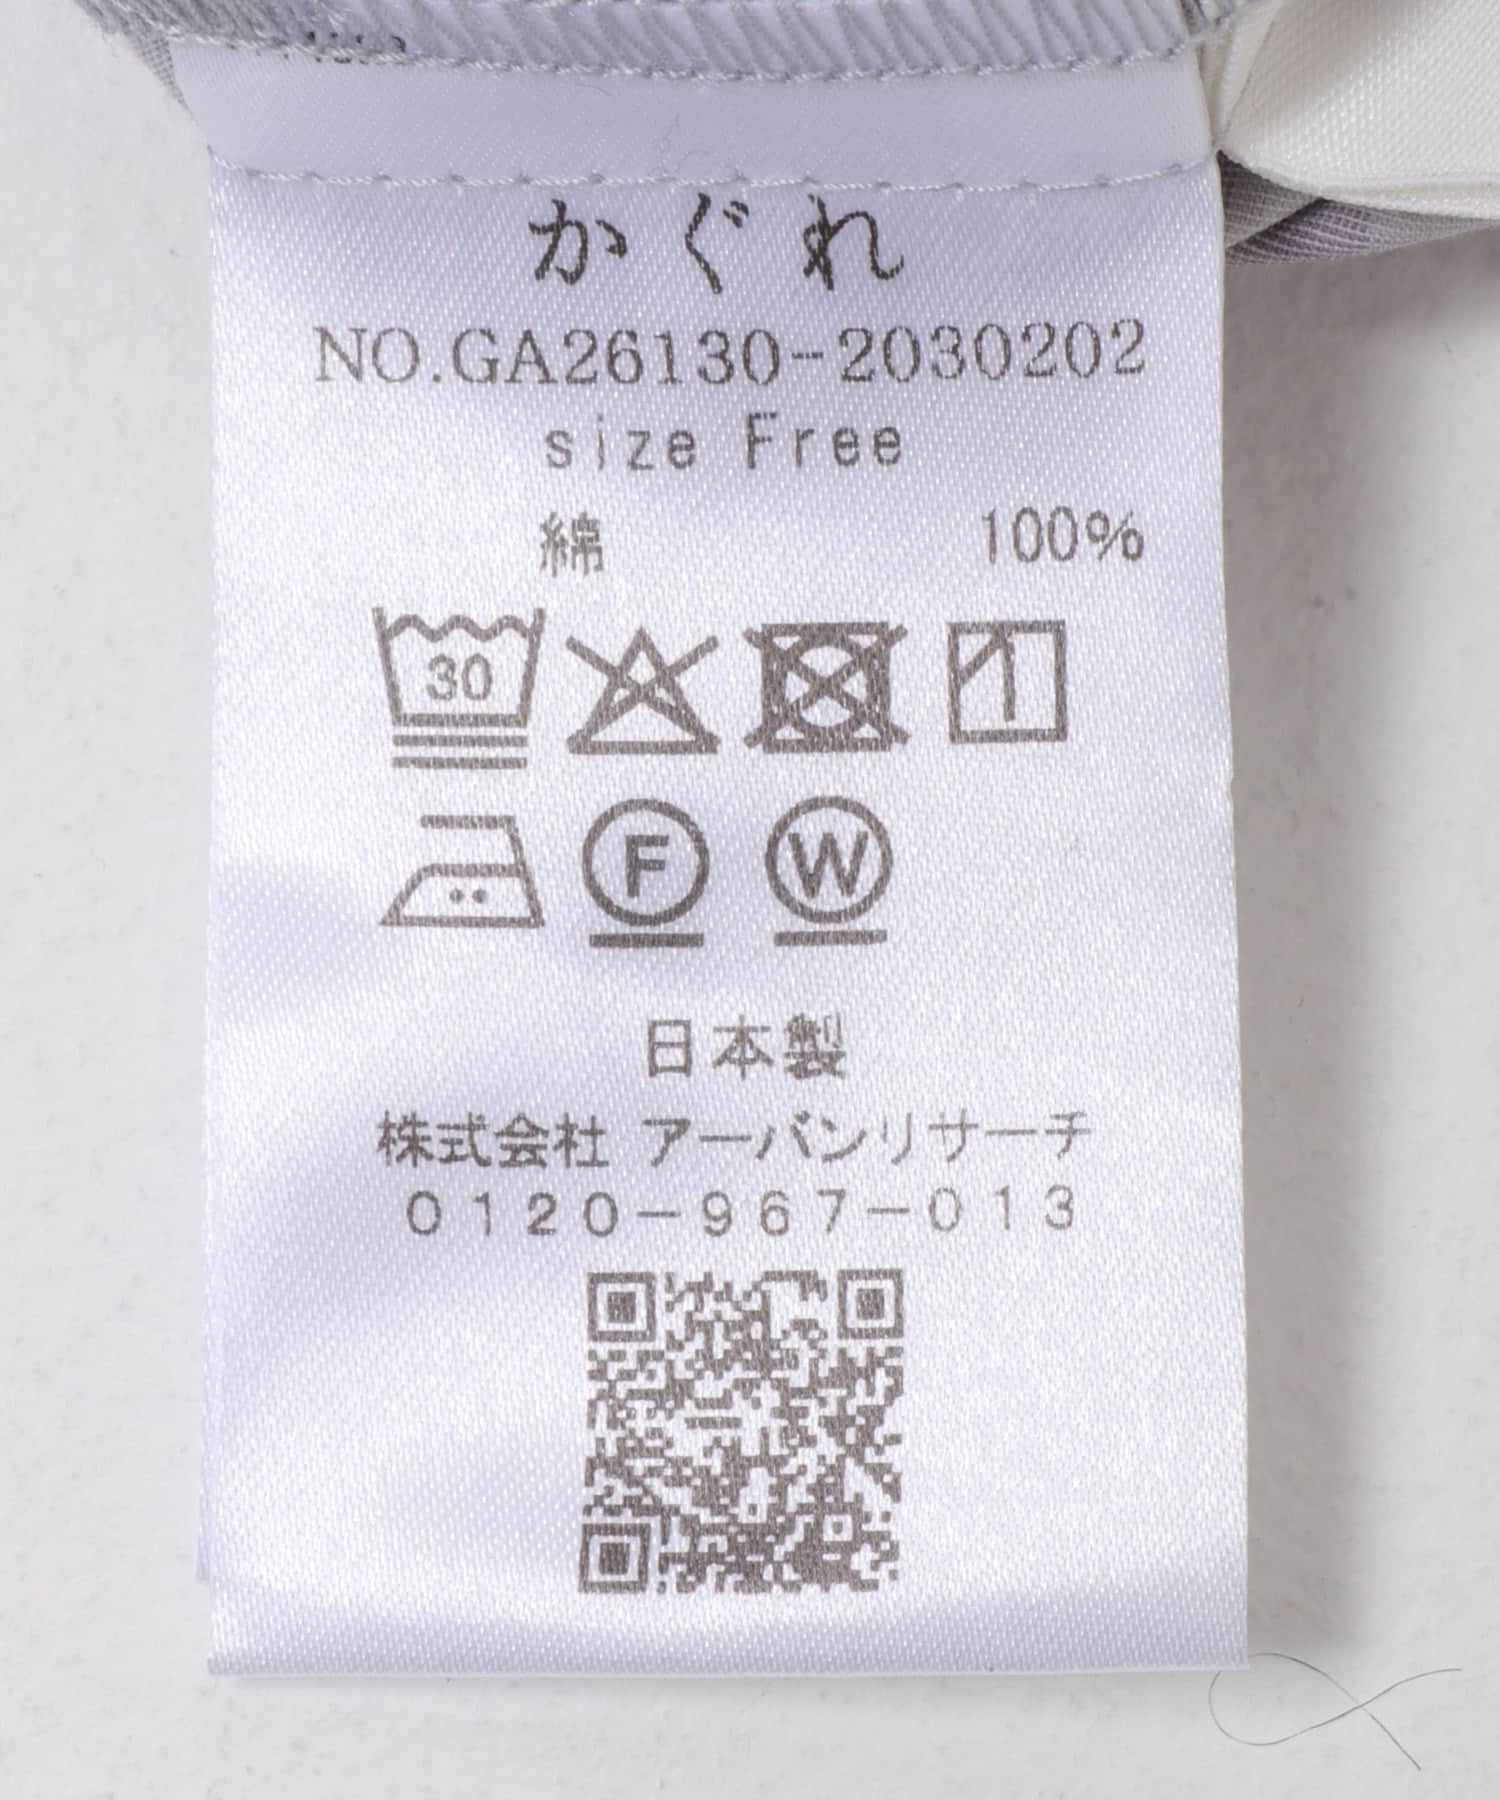 かぐれ
NO.GA26130-2030202
size Free
綿 100%
30
F W
日本製
株式会社 アーバンリサーチ
0120-967-013